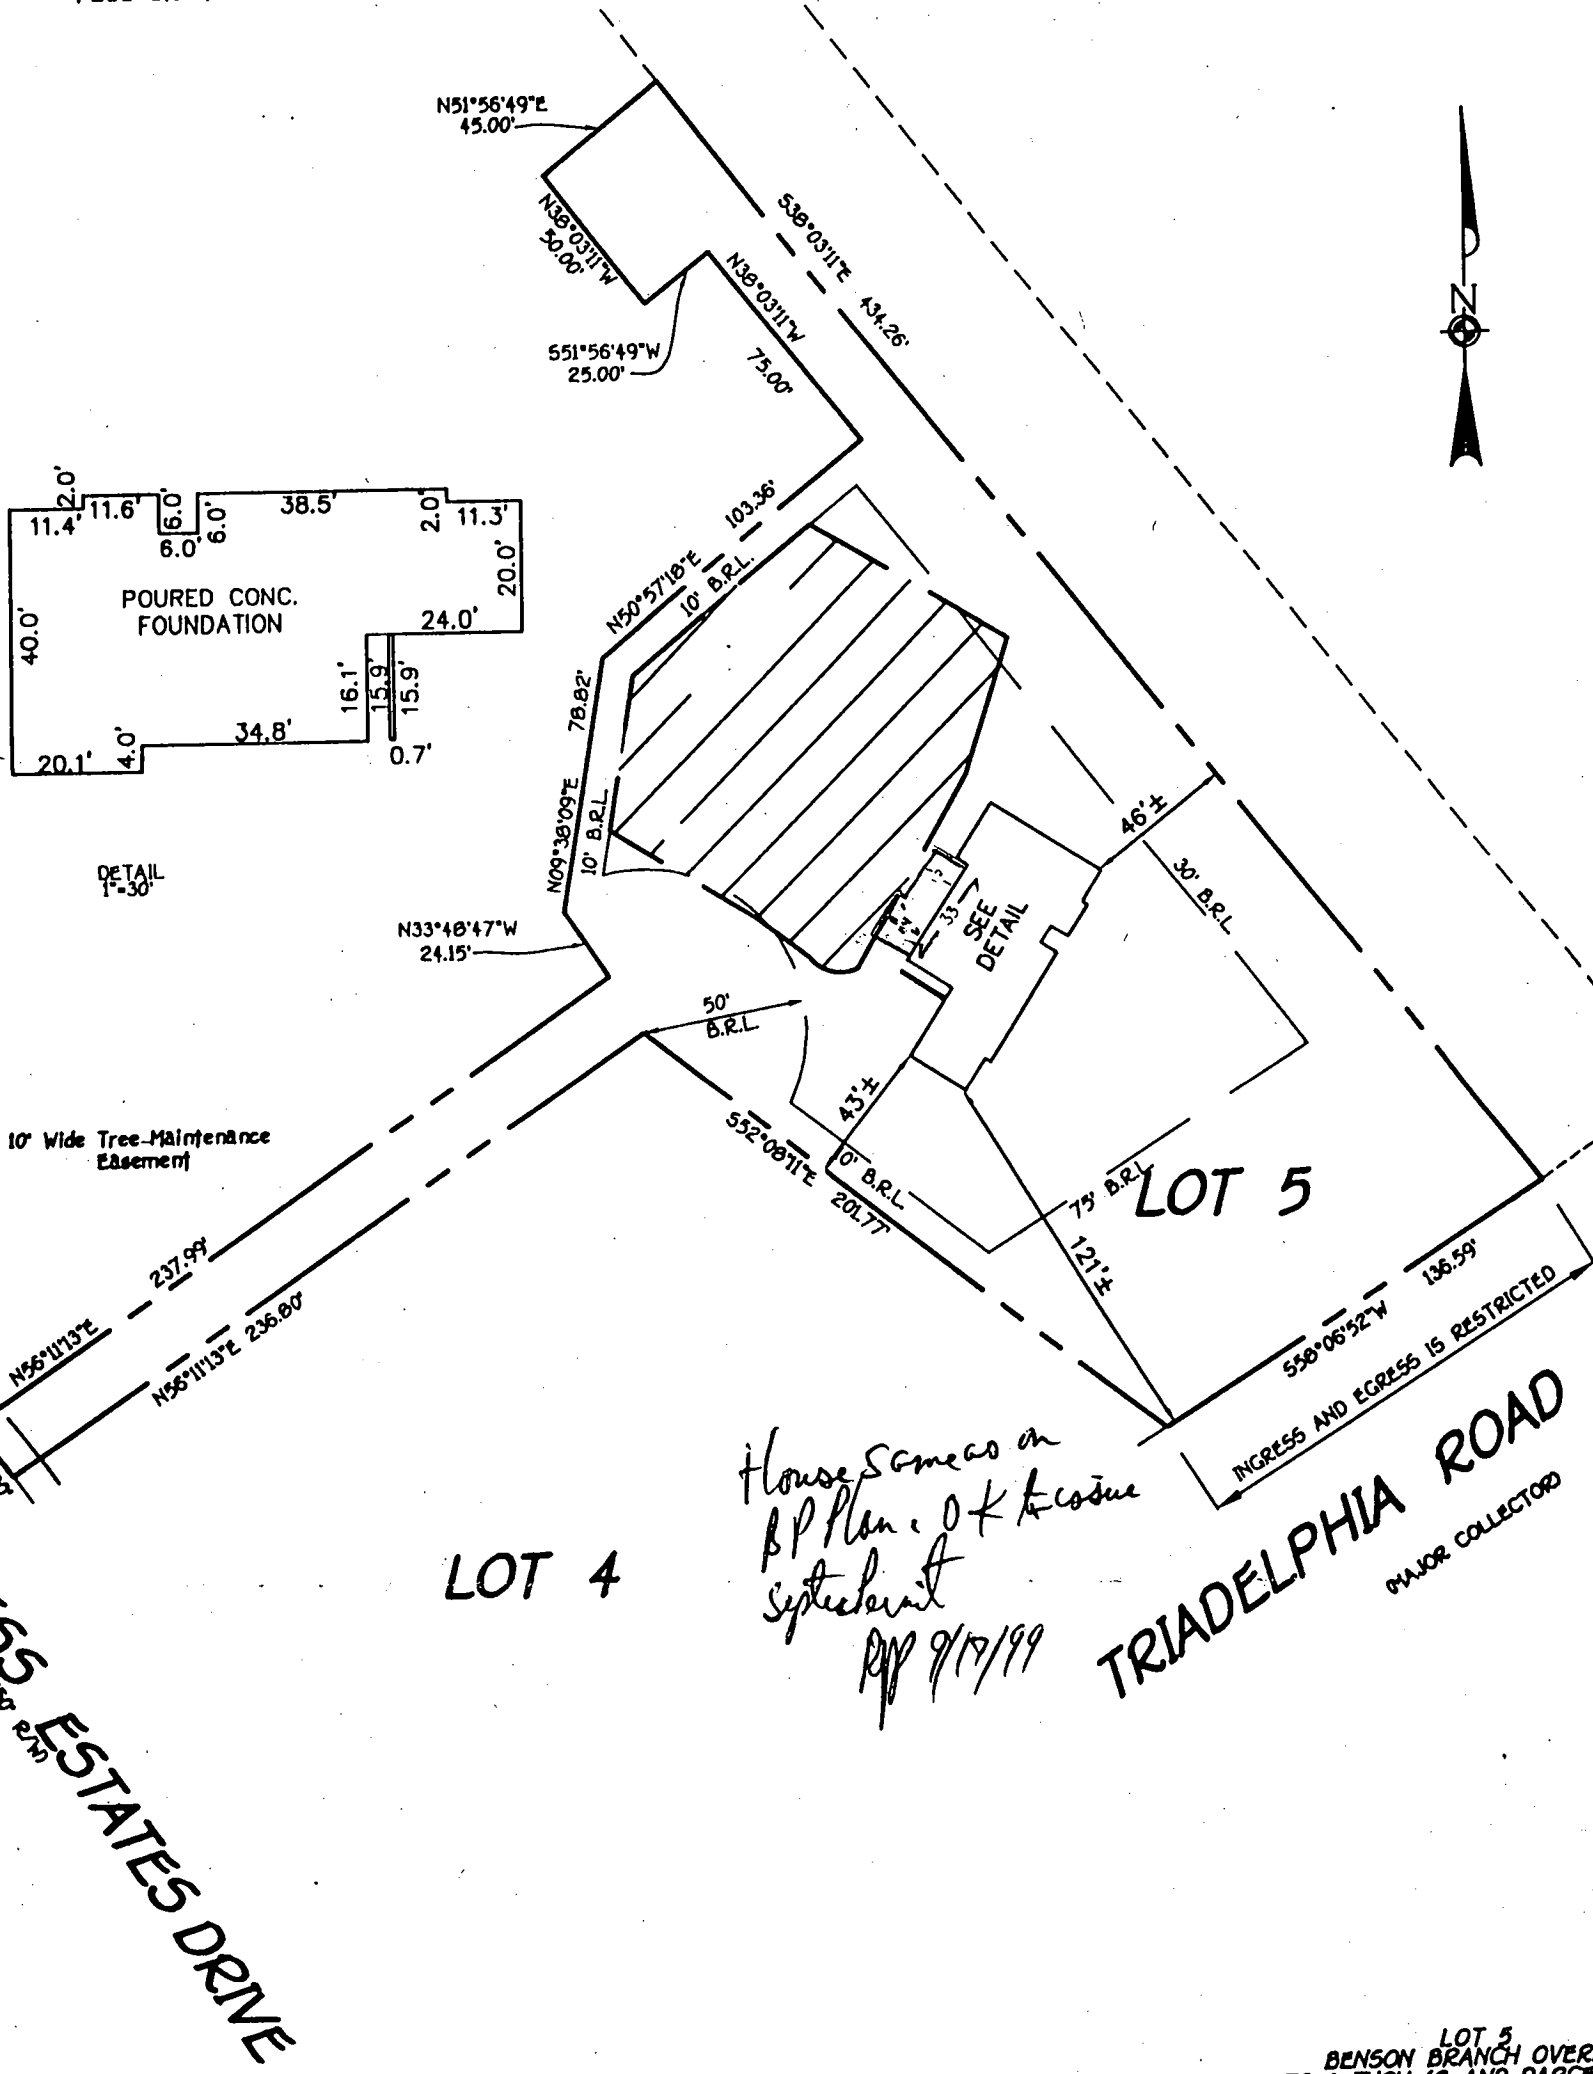 N51°56'49"E
45.00'
N38°03'11"W
50.00'
S38°03'11"E 434.26'
N38°03'11"W
75.00'
S51°56'49"W
25.00'
N
2.0'
11.4'
11.6'
6.0'
6.0'
6.0'
38.5'
2.0'
11.3'
20.0'
40.0'
POURED CONC.
FOUNDATION
24.0'
16.1'
15.9'
15.9'
34.8'
0.7'
20.1'
4.0'
DETAIL
1"=30'
N50°57'18"E
103.36'
10' B.R.L.
78.82'
N09°38'09"E
10' B.R.L.
N33°48'47"W
24.15'
46'±
30' B.R.L
33
SEE
DETAIL
50'
B.R.L.
43'±
S52°08'11"E 201.77'
10' B.R.L.
75' B.R.L
LOT 5
121'±
10' Wide Tree Maintenance
Easement
237.99'
N56°11'13"E
N56°11'13"E 236.80'
136.59'
S58°06'52"W
INGRESS AND EGRESS IS RESTRICTED
TRIADELPHIA ROAD
(MAJOR COLLECTOR)
House Same as on
BP Plan. OK to issue
Septic Permit
9/17/99
LOT 4
ESTATES DRIVE
R/W)
LOT 5
BENSON BRANCH OVER